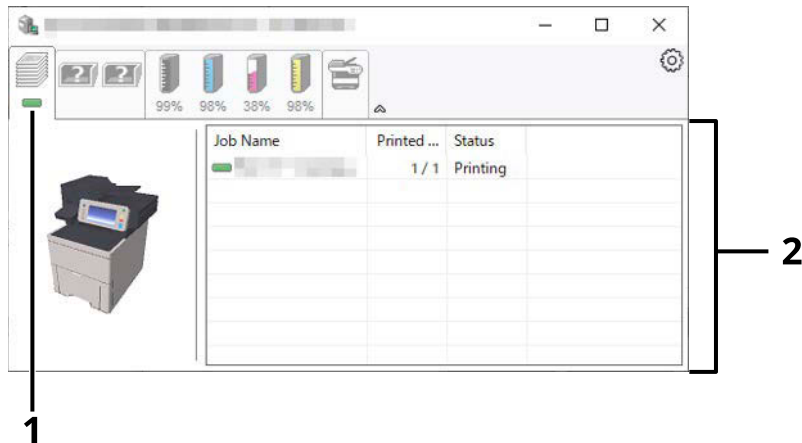 ? ?
99% 98% 38% 98%
Job Name Printed ... Status
1 / 1 Printing
2
1